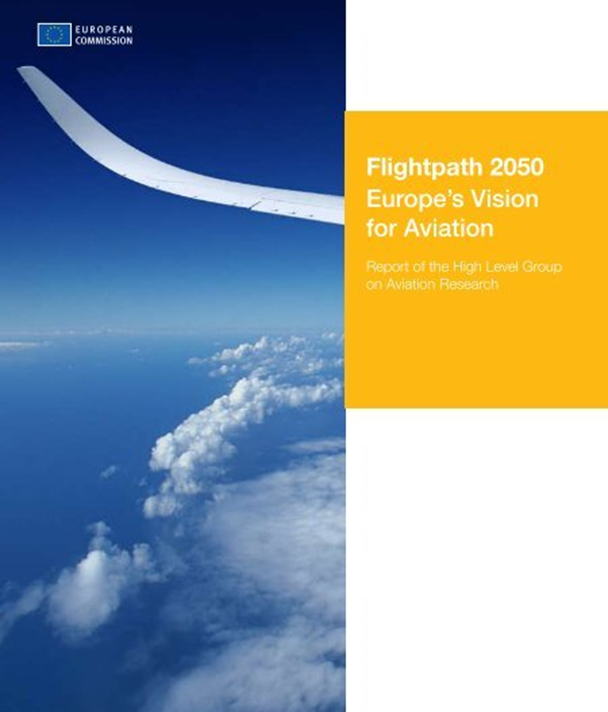 EUROPEAN
COMMISSION
Flightpath 2050
Europe's Vision
for Aviation
Report of the High Level Group
on Aviation Research